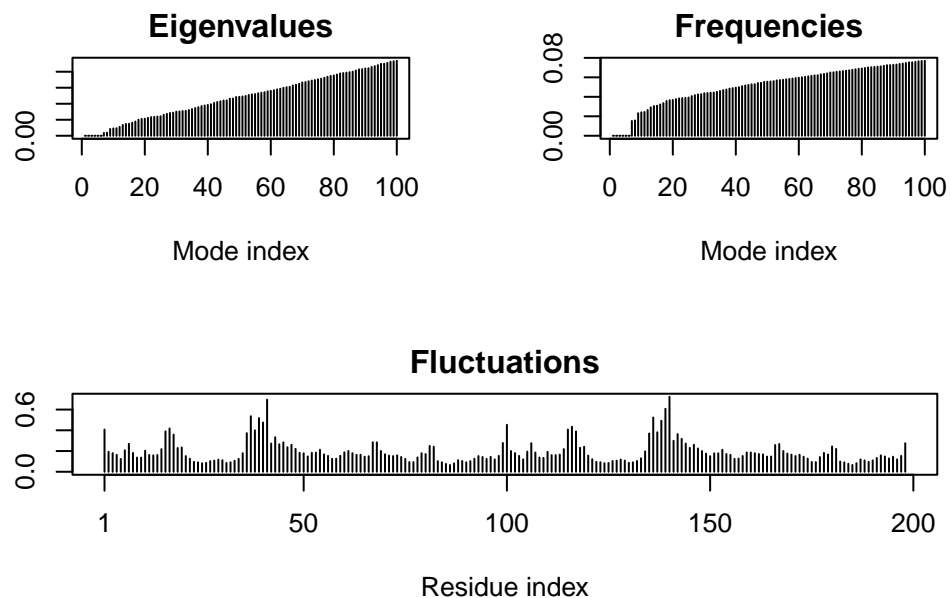 Eigenvalues
0.00
0 20 40 60 80 100
Mode index
Frequencies
0.00 0.08
0 20 40 60 80 100
Mode index
Fluctuations
0.0 0.6
1 50 100 150 200
Residue index